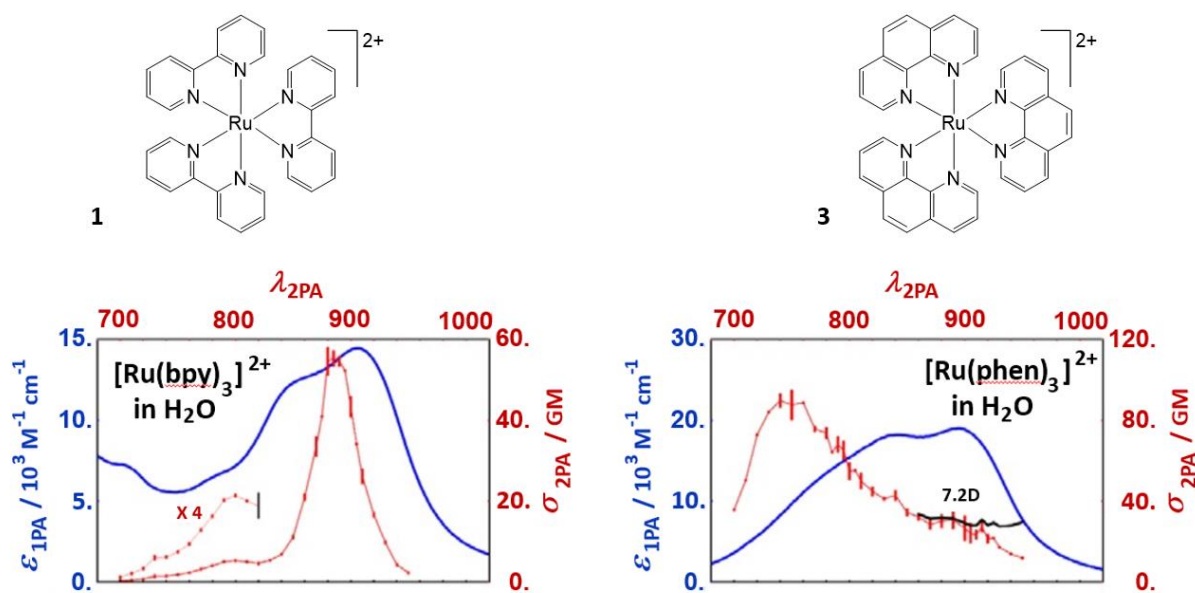 2+
N
N
N
Ru
N
N
N
1
2+
N
N
N
Ru
N
N
N
3
λ2PA
700 800 900 1000
15. 60.
[Ru(bpy)3]2+
in H2O
10. 40.
5. 20.
X 4
0. 0.
ε1PA / 10³ M⁻¹ cm⁻¹
σ2PA / GM
λ2PA
700 800 900 1000
30. 120.
[Ru(phen)3]2+
in H2O
20. 80.
7.2D
10. 40.
0. 0.
ε1PA / 10³ M⁻¹ cm⁻¹
σ2PA / GM